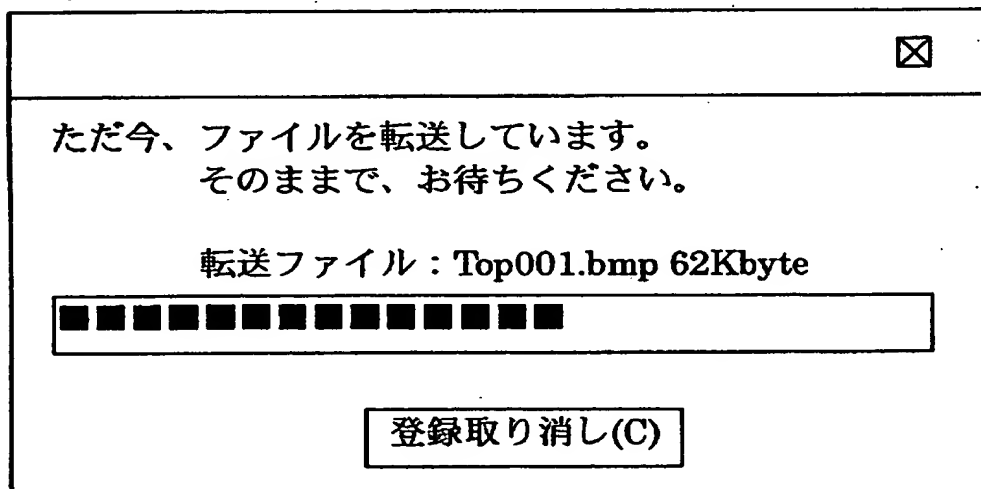 ただ今、ファイルを転送しています。
そのままで、お待ちください。
転送ファイル：Top001.bmp 62Kbyte
登録取り消し(C)